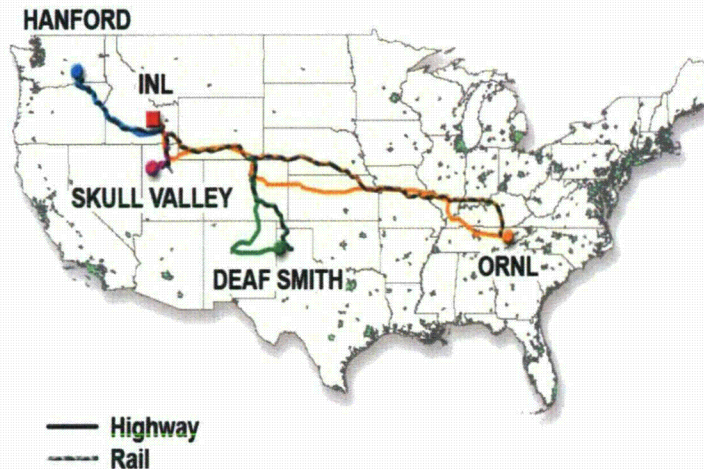 HANFORD
INL
SKULL VALLEY
DEAF SMITH
ORNL
Highway
Rail